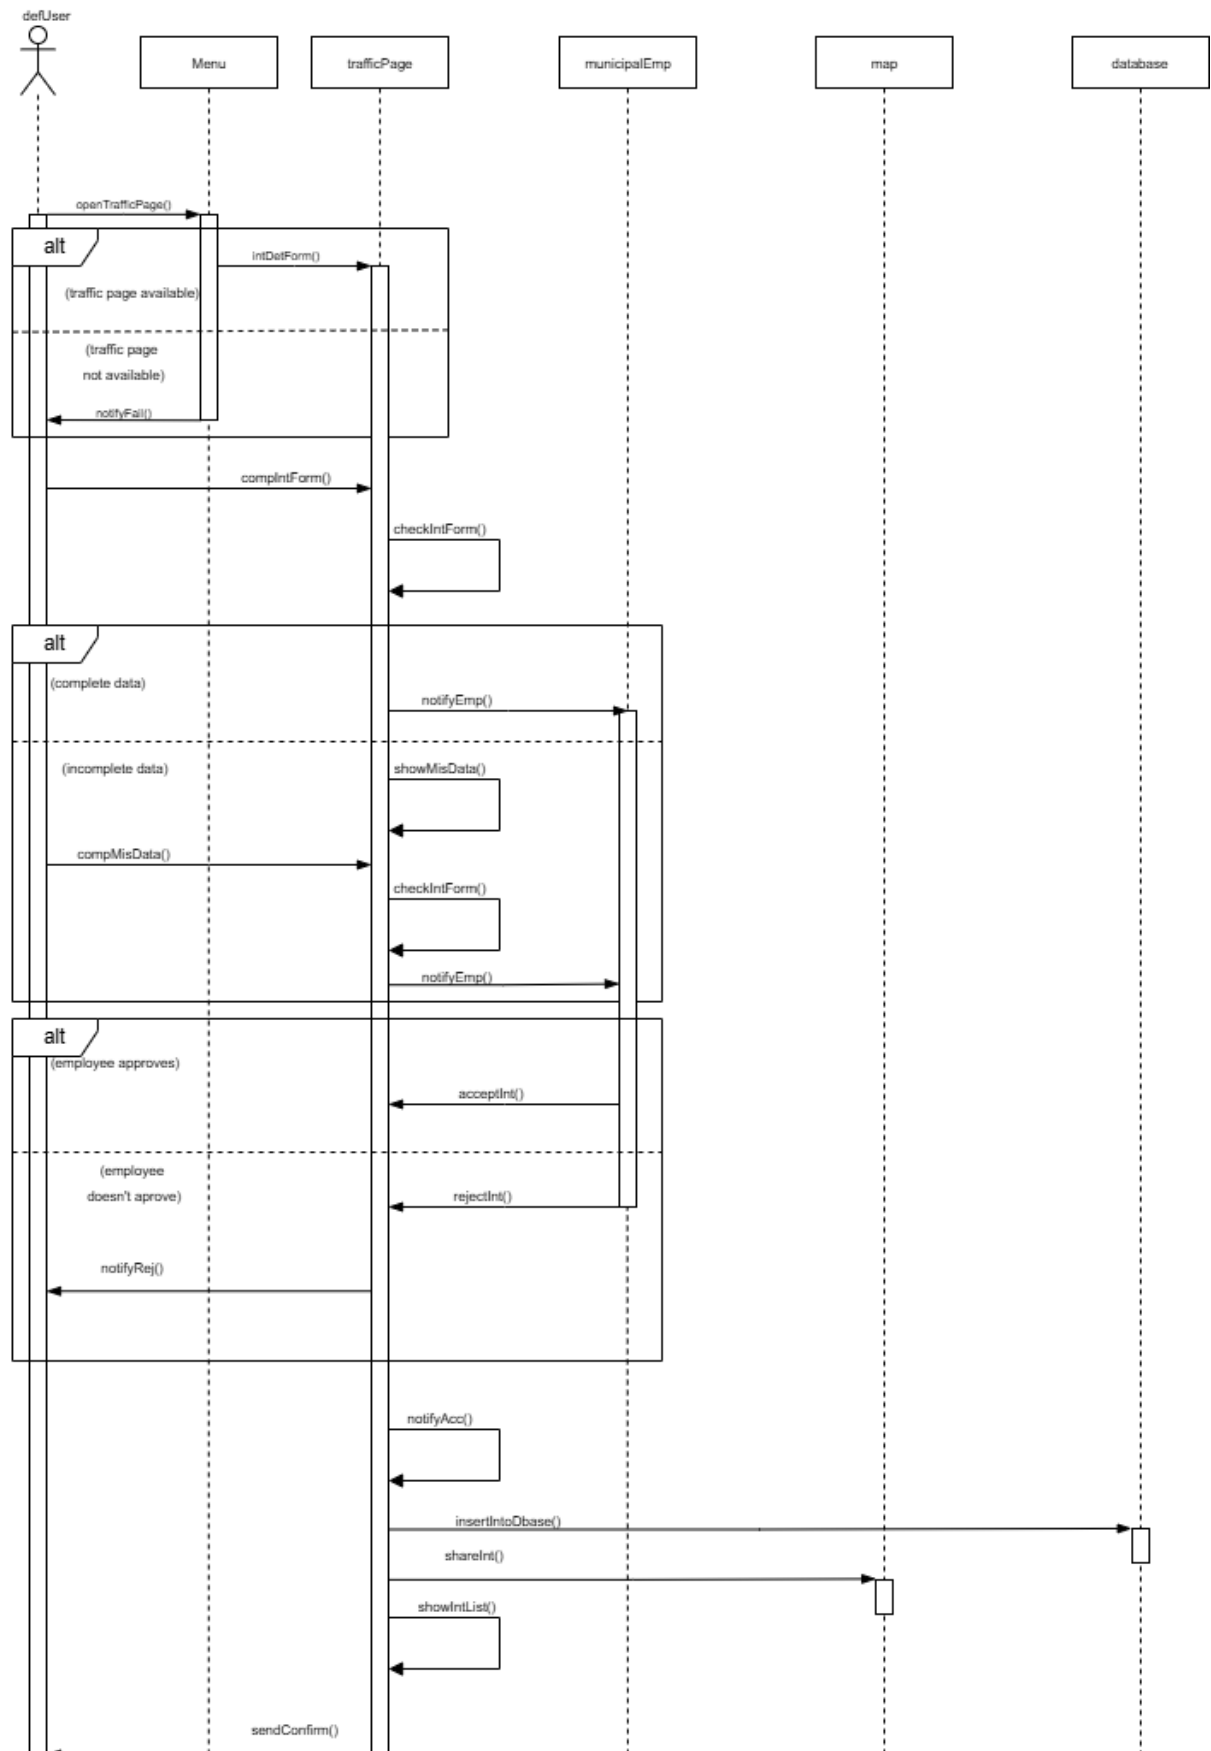 defUser
Menu
trafficPage
municipalEmp
map
database
openTrafficPage()
alt
intDetForm()
(traffic page available)
(traffic page
not available)
notifyFail()
compIntForm()
checkIntForm()
alt
(complete data)
notifyEmp()
(incomplete data)
showMisData()
compMisData()
checkIntForm()
notifyEmp()
alt
(employee approves)
acceptInt()
(employee
doesn't aprove)
rejectInt()
notifyRej()
notifyAcc()
insertIntoDbase()
shareInt()
showIntList()
sendConfirm()